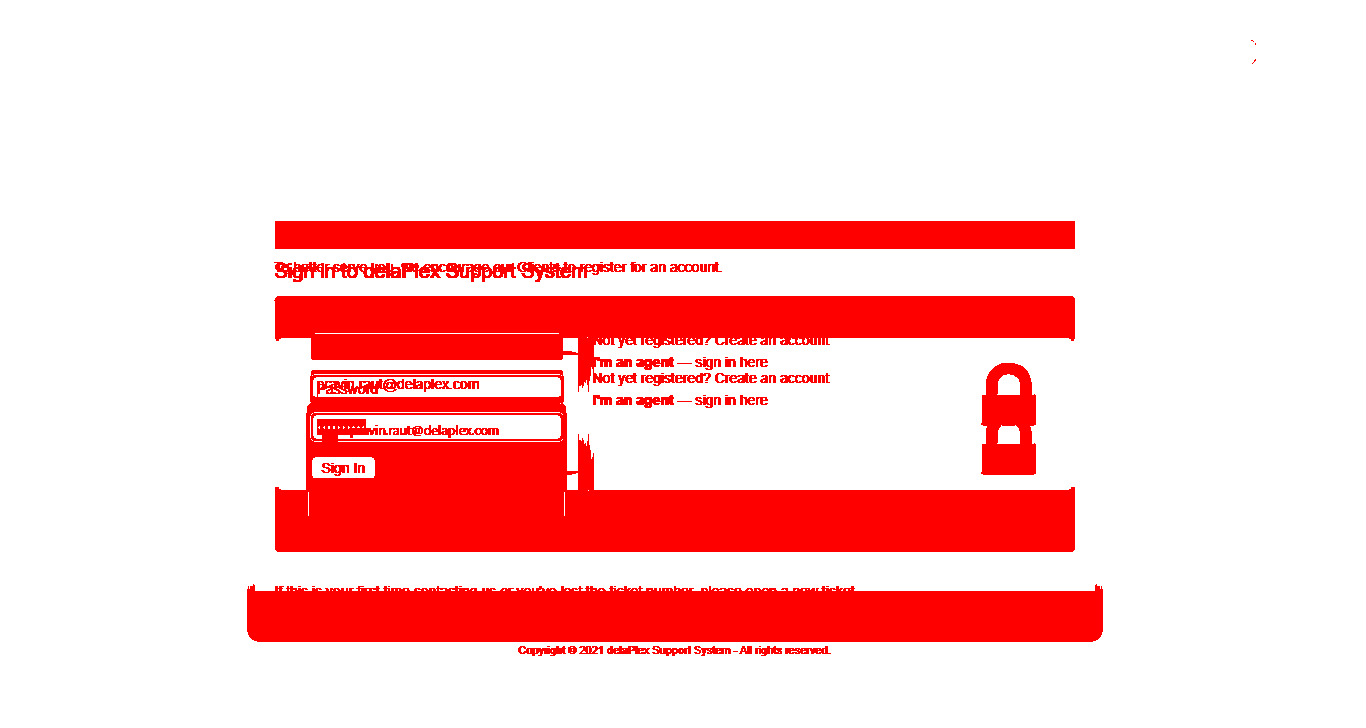 To better serve you, we encourage our Clients to register for an account.
Sign in to delaPlex Support System
Not yet registered? Create an account
I'm an agent — sign in here
Not yet registered? Create an account
I'm an agent — sign in here
pravin.raut@delaplex.com
Password
pravin.raut@delaplex.com
Sign In
If this is your first time contacting us or you've lost the ticket number, please open a new ticket
Copyright © 2021 delaPlex Support System - All rights reserved.